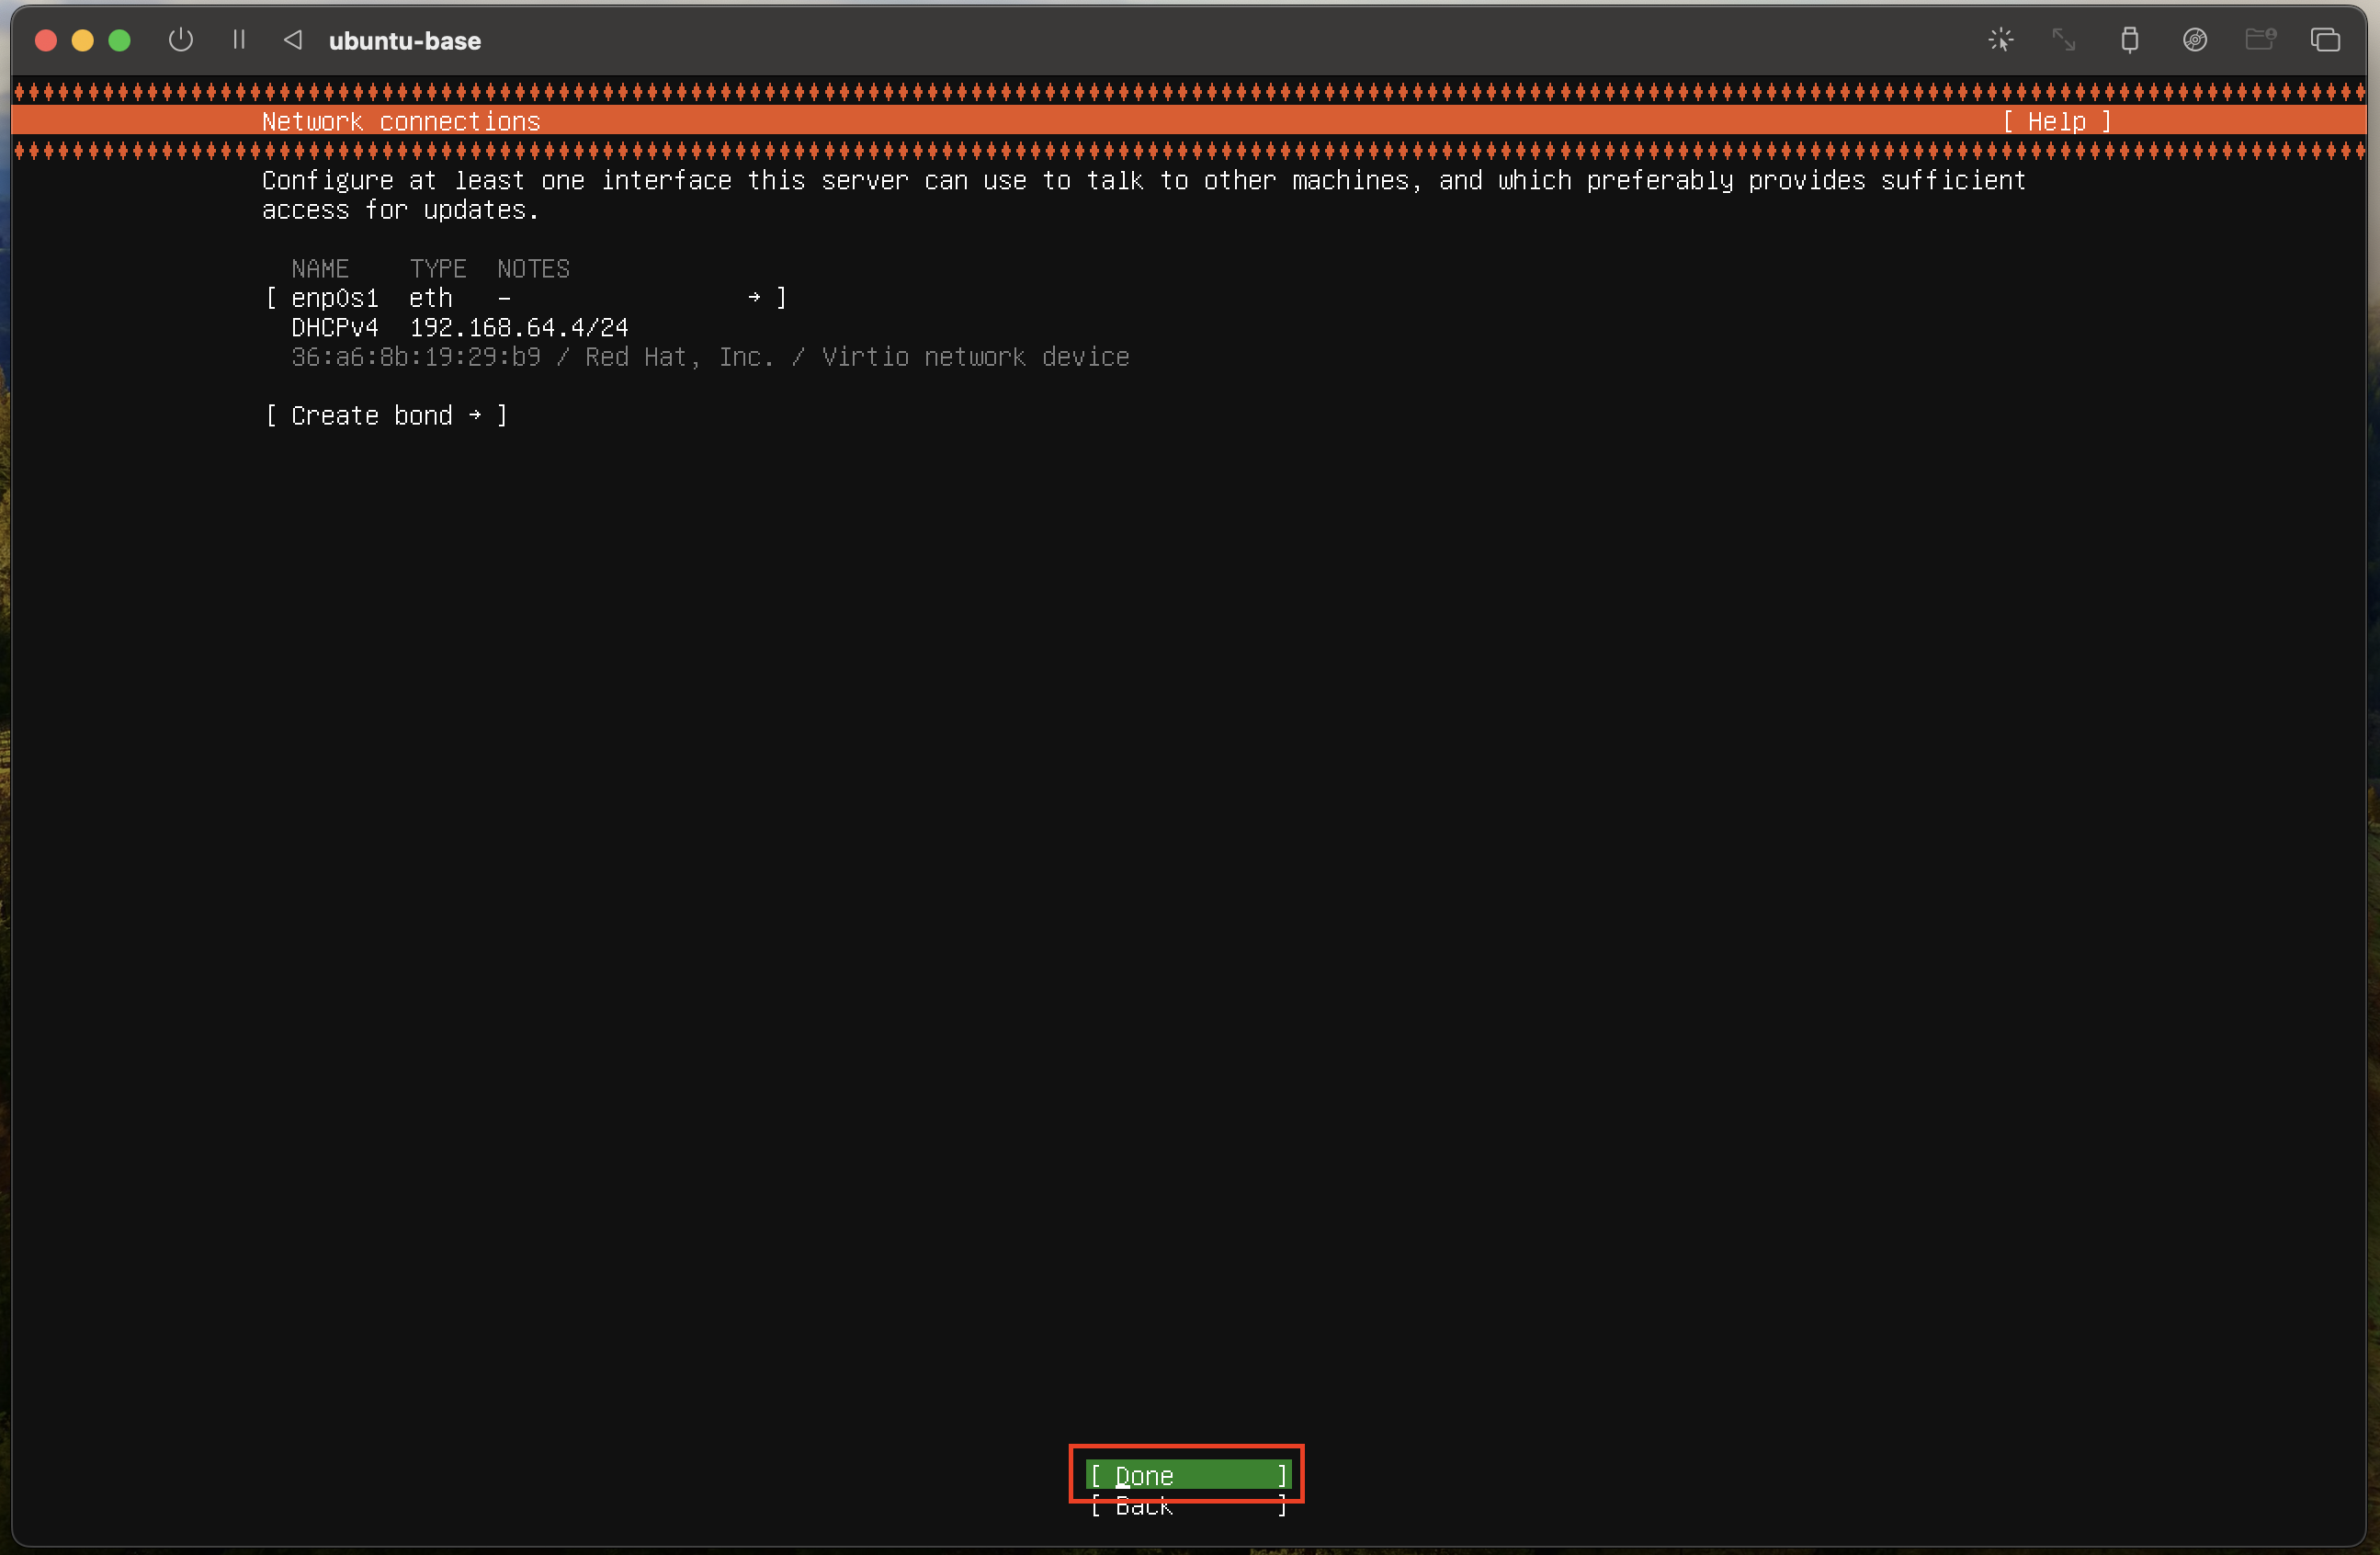 ubuntu-base
Network connections [ Help ]
Configure at least one interface this server can use to talk to other machines, and which preferably provides sufficient
access for updates.
NAME TYPE NOTES
[ enp0s1 eth - → ]
DHCPv4 192.168.64.4/24
36:a6:8b:19:29:b9 / Red Hat, Inc. / Virtio network device
[ Create bond → ]
[ Done ]
[ Back ]